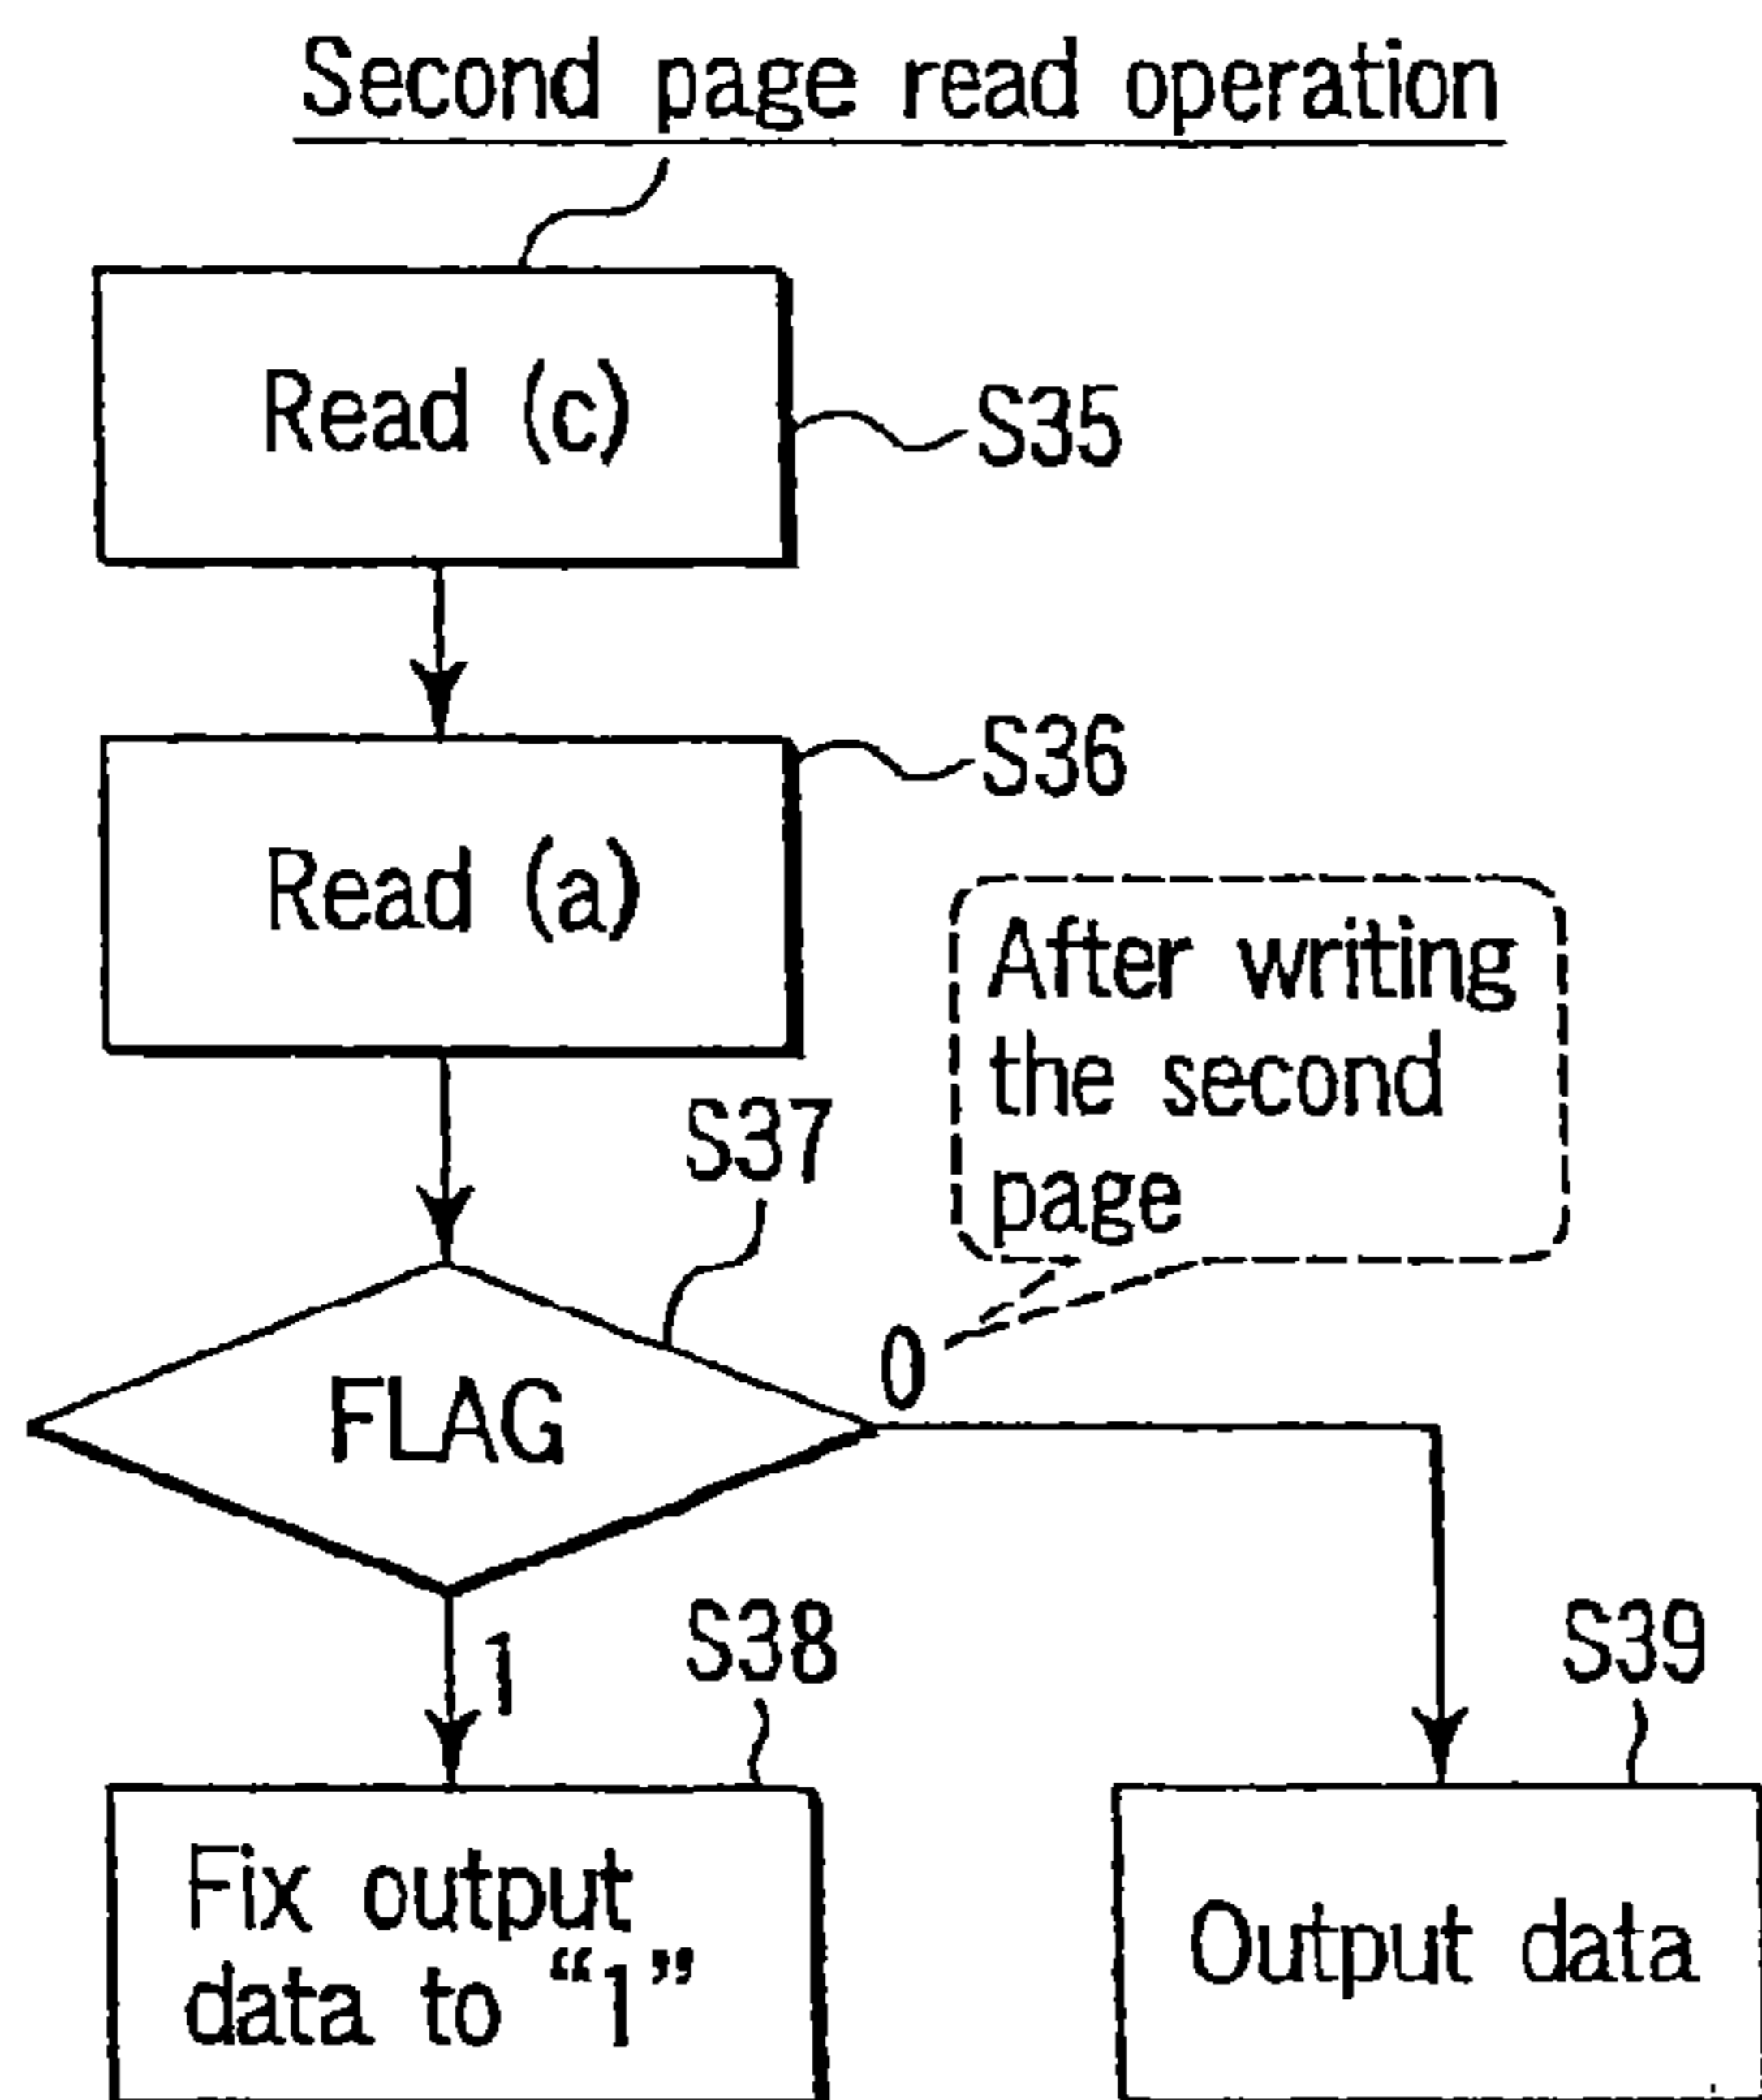 Second page read operation
Read (c)
S35
S36
Read (a)
After writing
the second
page
S37
0
FLAG
1
S38
S39
Fix output
data to “1”
Output data